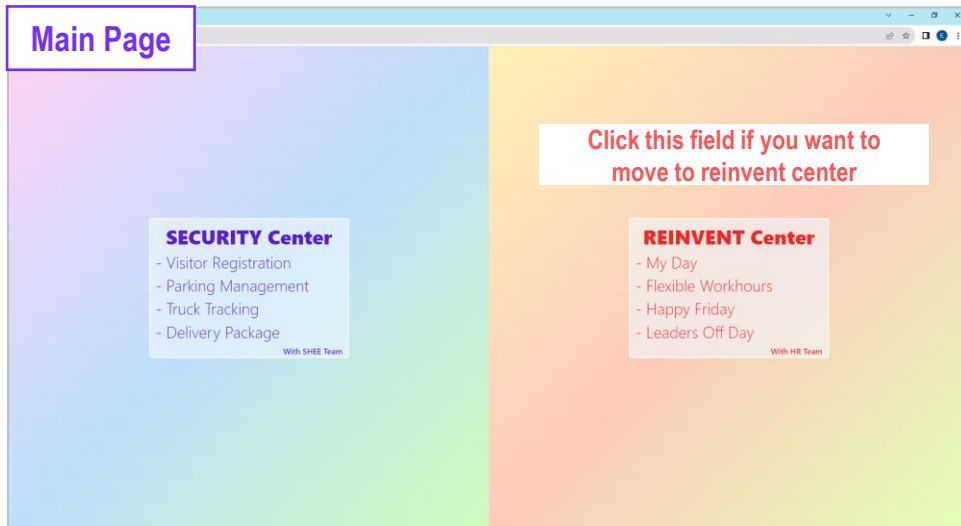 Main Page
Click this field if you want to
move to reinvent center
SECURITY Center
- Visitor Registration
- Parking Management
- Truck Tracking
- Delivery Package
With SHEE Team
REINVENT Center
- My Day
- Flexible Workhours
- Happy Friday
- Leaders Off Day
With HR Team
E